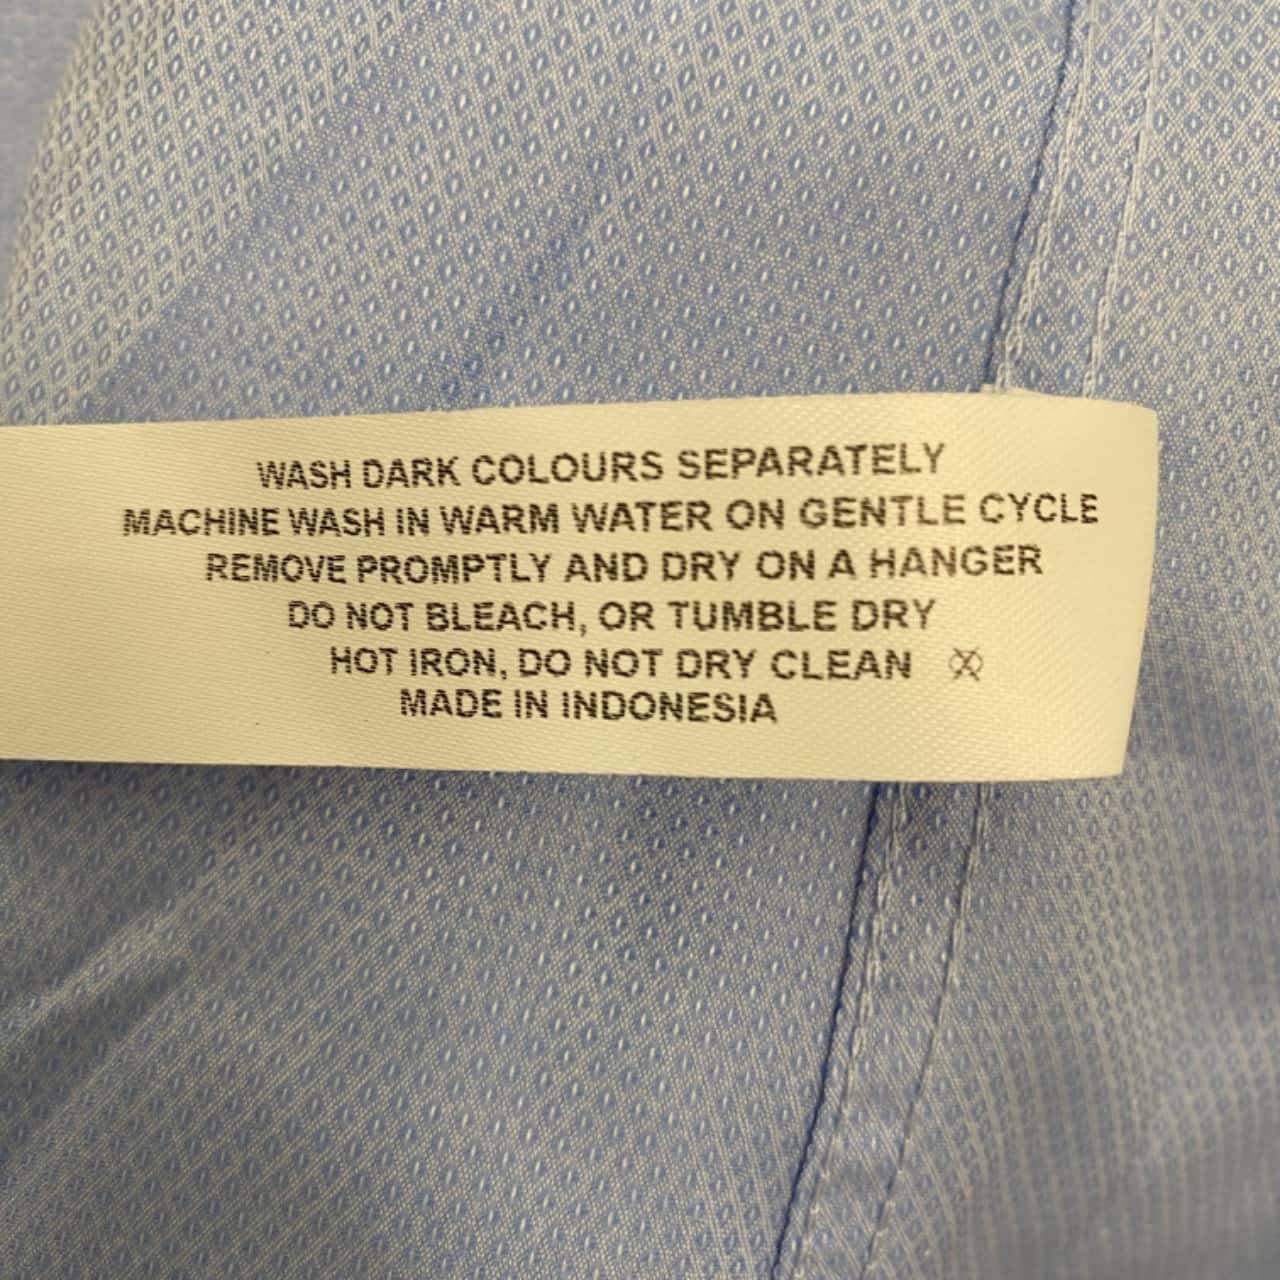 WASH DARK COLOURS SEPARATELY
MACHINE WASH IN WARM WATER ON GENTLE CYCLE
REMOVE PROMPTLY AND DRY ON A HANGER
DO NOT BLEACH, OR TUMBLE DRY
HOT IRON, DO NOT DRY CLEAN
MADE IN INDONESIA